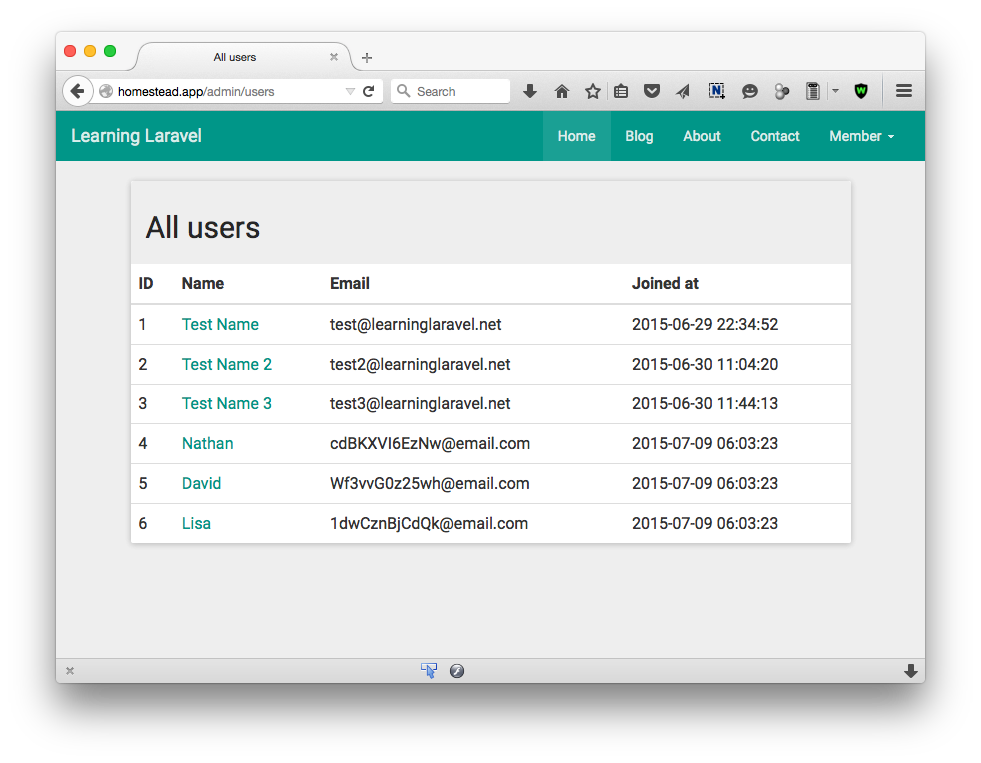 All users
homestead.app/admin/users
Search
Learning Laravel Home Blog About Contact Member
All users
ID Name Email Joined at
1 Test Name test@learninglaravel.net 2015-06-29 22:34:52
2 Test Name 2 test2@learninglaravel.net 2015-06-30 11:04:20
3 Test Name 3 test3@learninglaravel.net 2015-06-30 11:44:13
4 Nathan cdBKXVI6EzNw@email.com 2015-07-09 06:03:23
5 David Wf3vvG0z25wh@email.com 2015-07-09 06:03:23
6 Lisa 1dwCznBjCdQk@email.com 2015-07-09 06:03:23